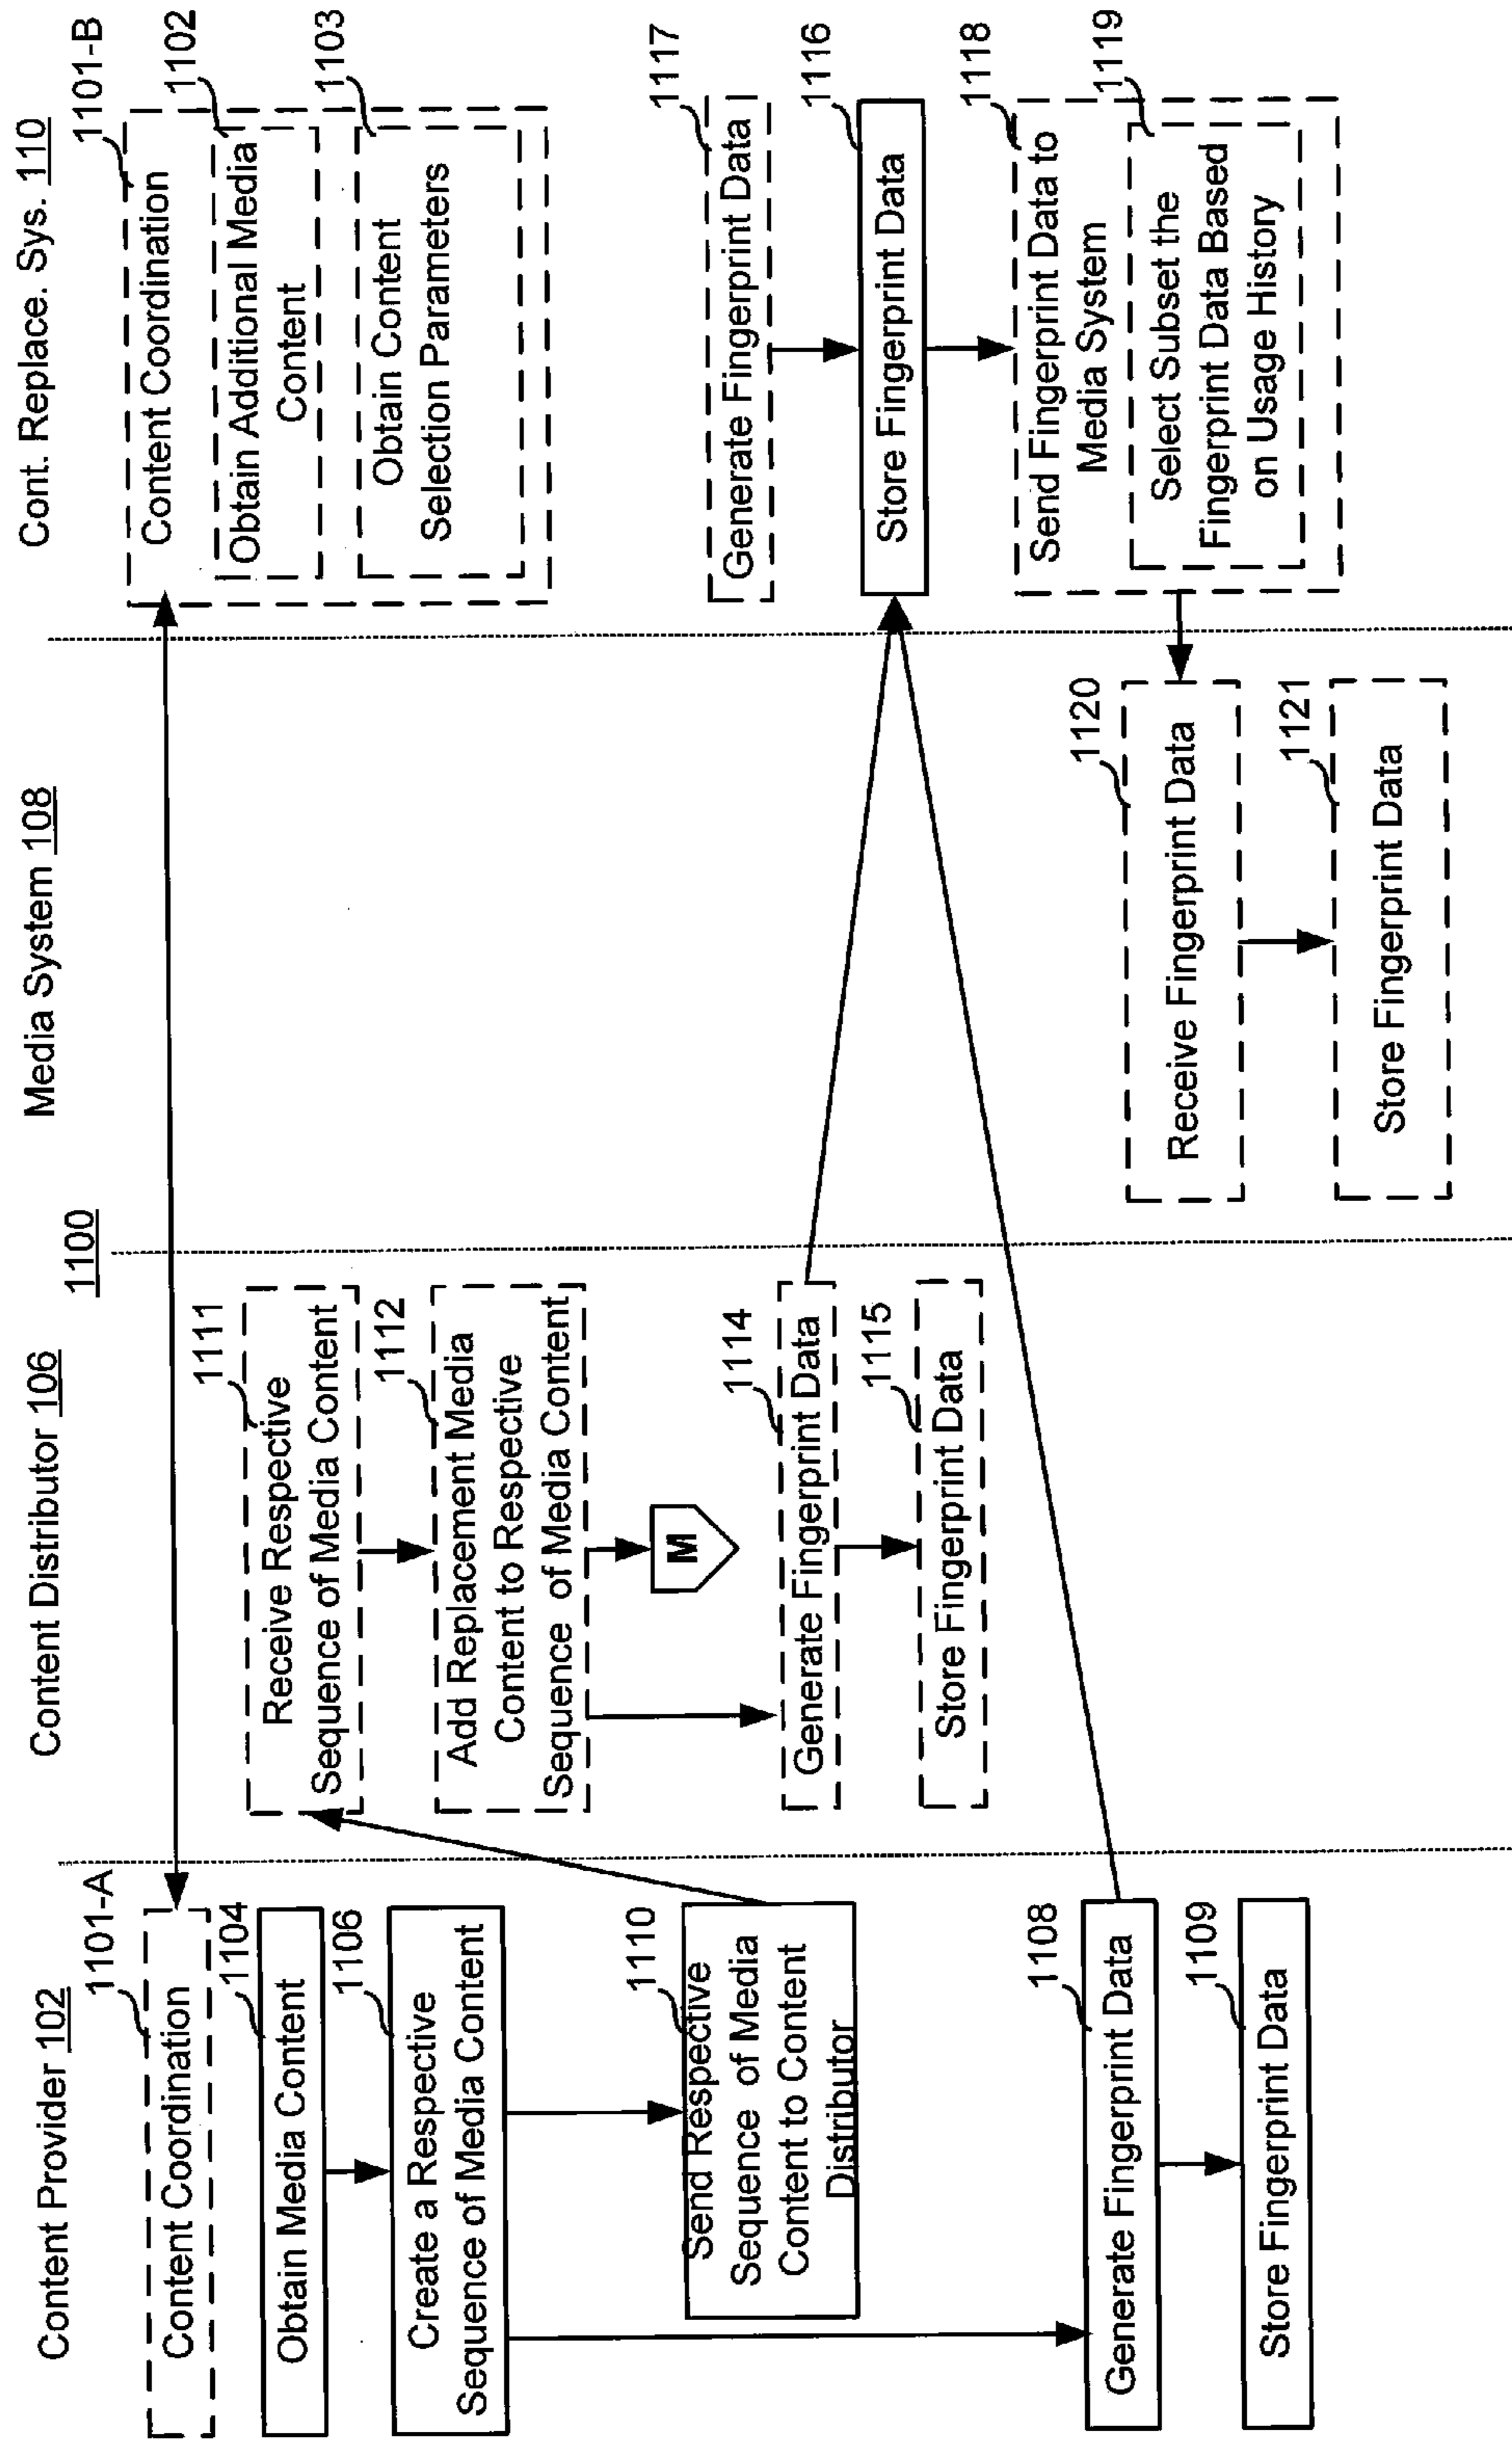 1100
Content Provider 102
Content Distributor 106
Media System 108
Cont. Replace. Sys. 110
1101-A
Content Coordination
1104
Obtain Media Content
1106
Create a Respective
Sequence of Media Content
1110
Send Respective
Sequence of Media
Content to Content
Distributor
1108
Generate Fingerprint Data
1109
Store Fingerprint Data
1111
Receive Respective
Sequence of Media Content
1112
Add Replacement Media
Content to Respective
Sequence of Media Content
M
1114
Generate Fingerprint Data
1115
Store Fingerprint Data
1120
Receive Fingerprint Data
1121
Store Fingerprint Data
1101-B
Content Coordination
1102
Obtain Additional Media
Content
1103
Obtain Content
Selection Parameters
1117
Generate Fingerprint Data
1116
Store Fingerprint Data
1118
Send Fingerprint Data to
Media System
1119
Select Subset the
Fingerprint Data Based
on Usage History